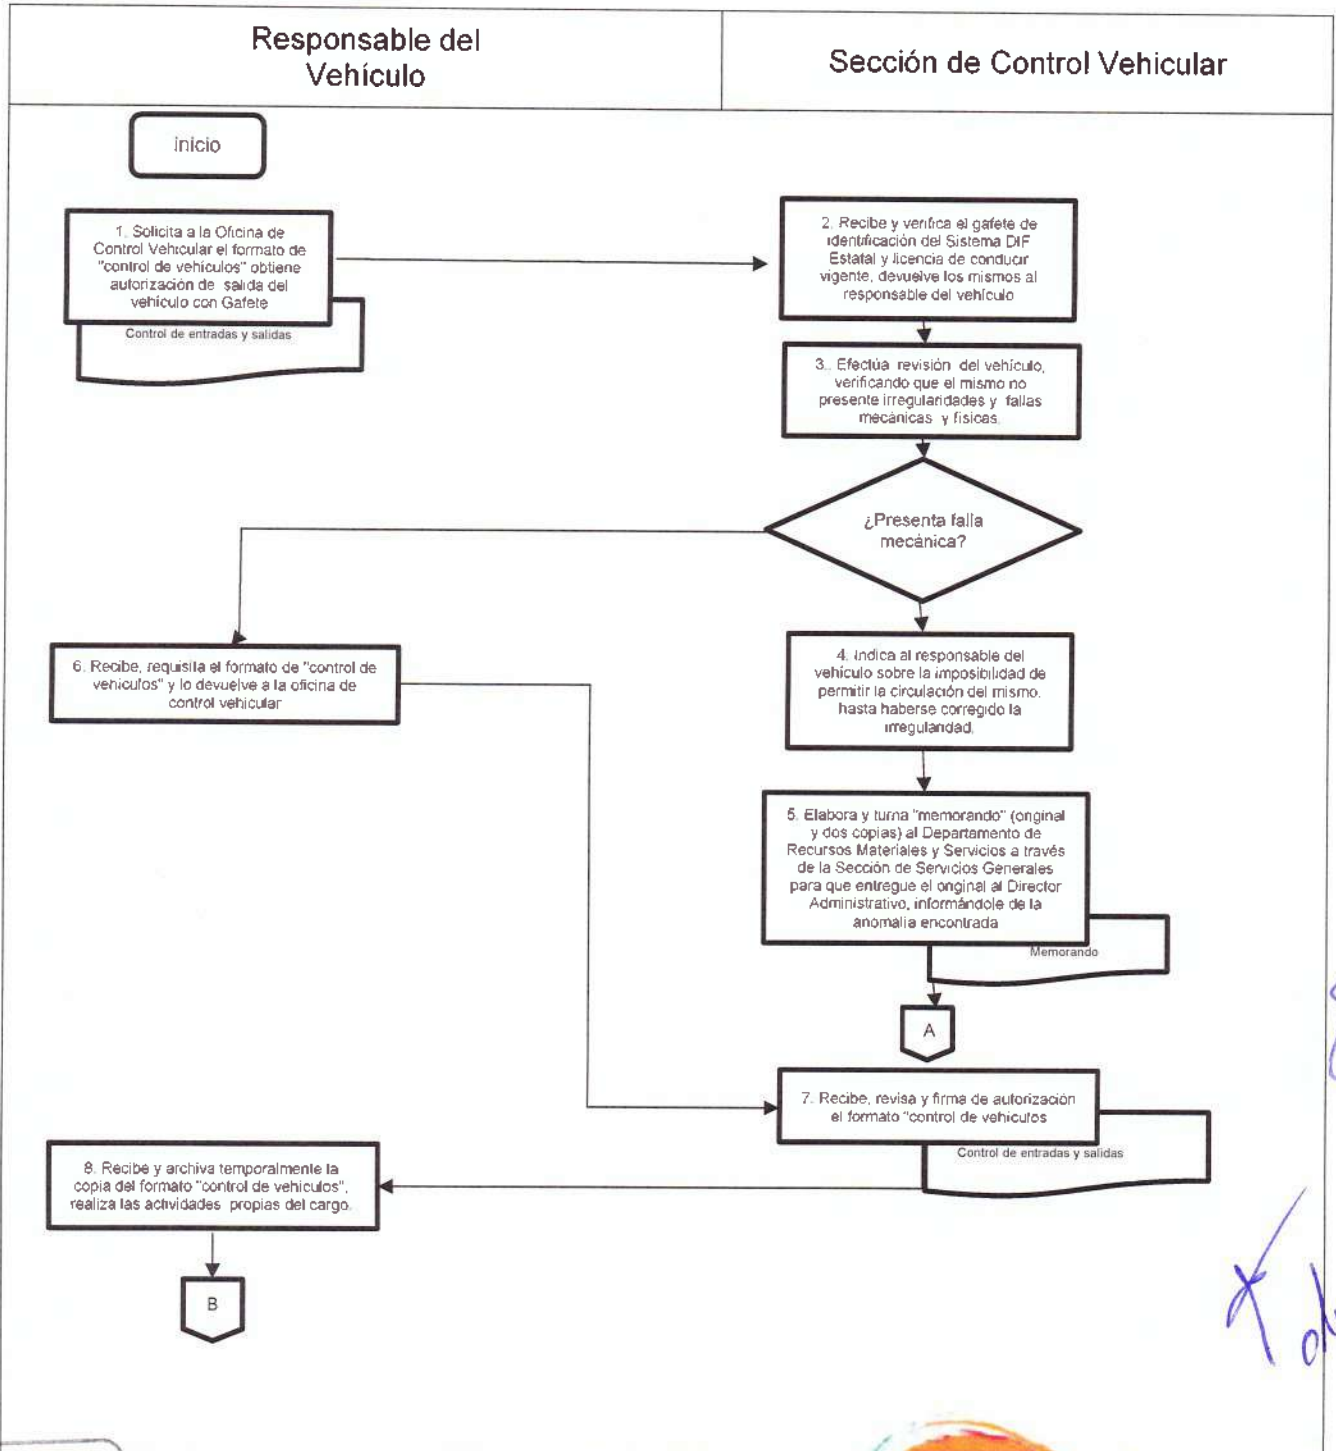 Responsable del
Vehículo
Sección de Control Vehicular
inicio
1. Solicita a la Oficina de
Control Vehicular el formato de
"control de vehículos" obtiene
autorización de salida del
vehículo con Gafete
Control de entradas y salidas
2. Recibe y verifica el gafete de
identificación del Sistema DIF
Estatal y licencia de conducir
vigente, devuelve los mismos al
responsable del vehículo
3.. Efectúa revisión del vehículo,
verificando que el mismo no
presente irregularidades y fallas
mecánicas y físicas.
¿Presenta falla
mecánica?
4. Indica al responsable del
vehículo sobre la imposibilidad de
permitir la circulación del mismo.
hasta haberse corregido la
irregularidad.
6. Recibe, requisita el formato de "control de
vehículos" y lo devuelve a la oficina de
control vehicular
5. Elabora y turna "memorando" (original
y dos copias) al Departamento de
Recursos Materiales y Servicios a través
de la Sección de Servicios Generales
para que entregue el original al Director
Administrativo, informándole de la
anomalía encontrada
Memorando
A
7. Recibe, revisa y firma de autorización
el formato "control de vehículos
Control de entradas y salidas
8. Recibe y archiva temporalmente la
copia del formato "control de vehículos",
realiza las actividades propias del cargo.
B